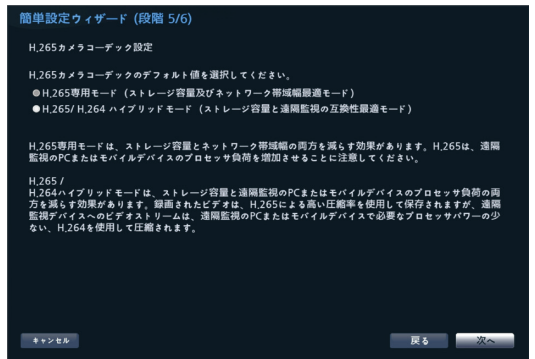 簡単設定ウィザード (段階 5/6)
H,265カメラコーデック設定
H,265カメラコーデックのデフォルト値を選択してください。
H,265専用モード (ストレージ容量及びネットワーク帯域幅最適モード)
H,265/ H,264 ハイブリッドモード (ストレージ容量と遠隔監視の互換性最適モード)
H,265専用モードは、ストレージ容量とネットワーク帯域幅の両方を減らす効果があります。H,265は、遠隔
監視のPCまたはモバイルデバイスのプロセッサ負荷を増加させることに注意してください。
H,265 /
H,264ハイブリッドモードは、ストレージ容量と遠隔監視のPCまたはモバイルデバイスのプロセッサ負荷の両
方を減らす効果があります。録画されたビデオは、H,265による高い圧縮率を使用して保存されますが、遠隔
監視デバイスへのビデオストリームは、遠隔監視のPCまたはモバイルデバイスで必要なプロセッサパワーの少
ない、H,264を使用して圧縮されます。
キャンセル 戻る 次へ